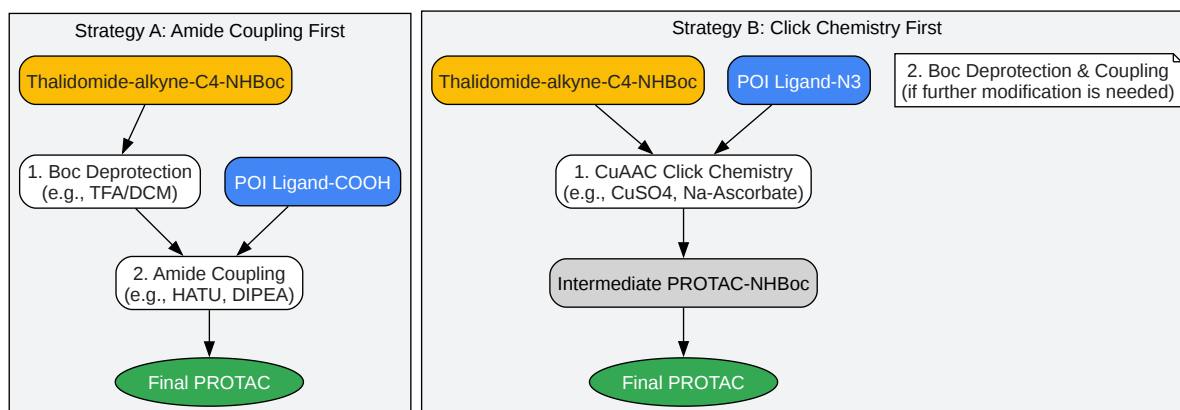 Strategy A: Amide Coupling First
Thalidomide-alkyne-C4-NHBoc
1. Boc Deprotection
(e.g., TFA/DCM)
POI Ligand-COOH
2. Amide Coupling
(e.g., HATU, DIPEA)
Final PROTAC
Strategy B: Click Chemistry First
Thalidomide-alkyne-C4-NHBoc
POI Ligand-N3
2. Boc Deprotection & Coupling
(if further modification is needed)
1. CuAAC Click Chemistry
(e.g., CuSO4, Na-Ascorbate)
Intermediate PROTAC-NHBoc
Final PROTAC